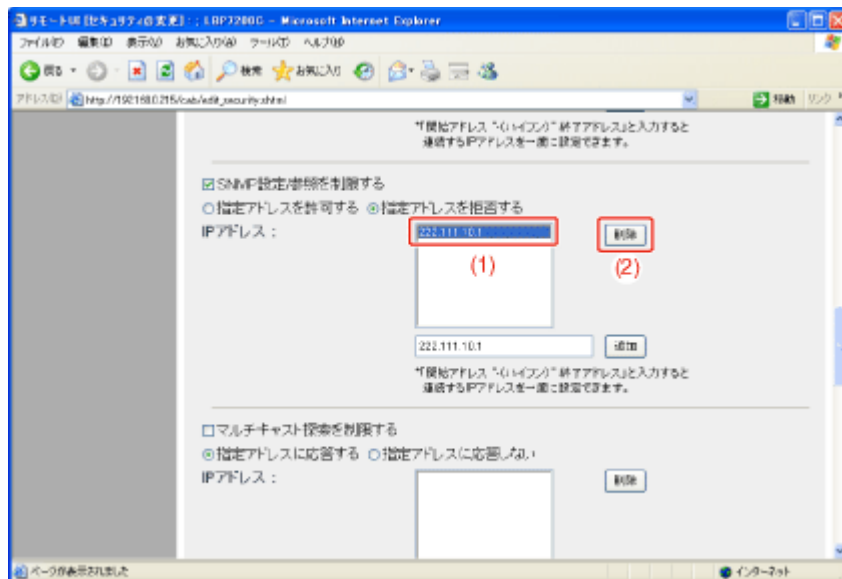 リモートUI [セキュリティの変更] : ; LBP7200C - Microsoft Internet Explorer
ファイル(F) 編集(E) 表示(V) お気に入り(A) ツール(T) ヘルプ(H)
戻る 検索 お気に入り
アドレス(D) http://192.168.0.215/cab/edit_security.shtml 移動 リンク
*「開始アドレス "-(ハイフン)" 終了アドレス」と入力すると
連続するIPアドレスを一度に設定できます。
SNMP設定/参照を制限する
指定アドレスを許可する 指定アドレスを拒否する
IPアドレス : 222.111.10.1 削除
(1) (2)
222.111.10.1 追加
*「開始アドレス "-(ハイフン)" 終了アドレス」と入力すると
連続するIPアドレスを一度に設定できます。
マルチキャスト探索を制限する
指定アドレスに応答する 指定アドレスに応答しない
IPアドレス : 削除
ページが表示されました インターネット